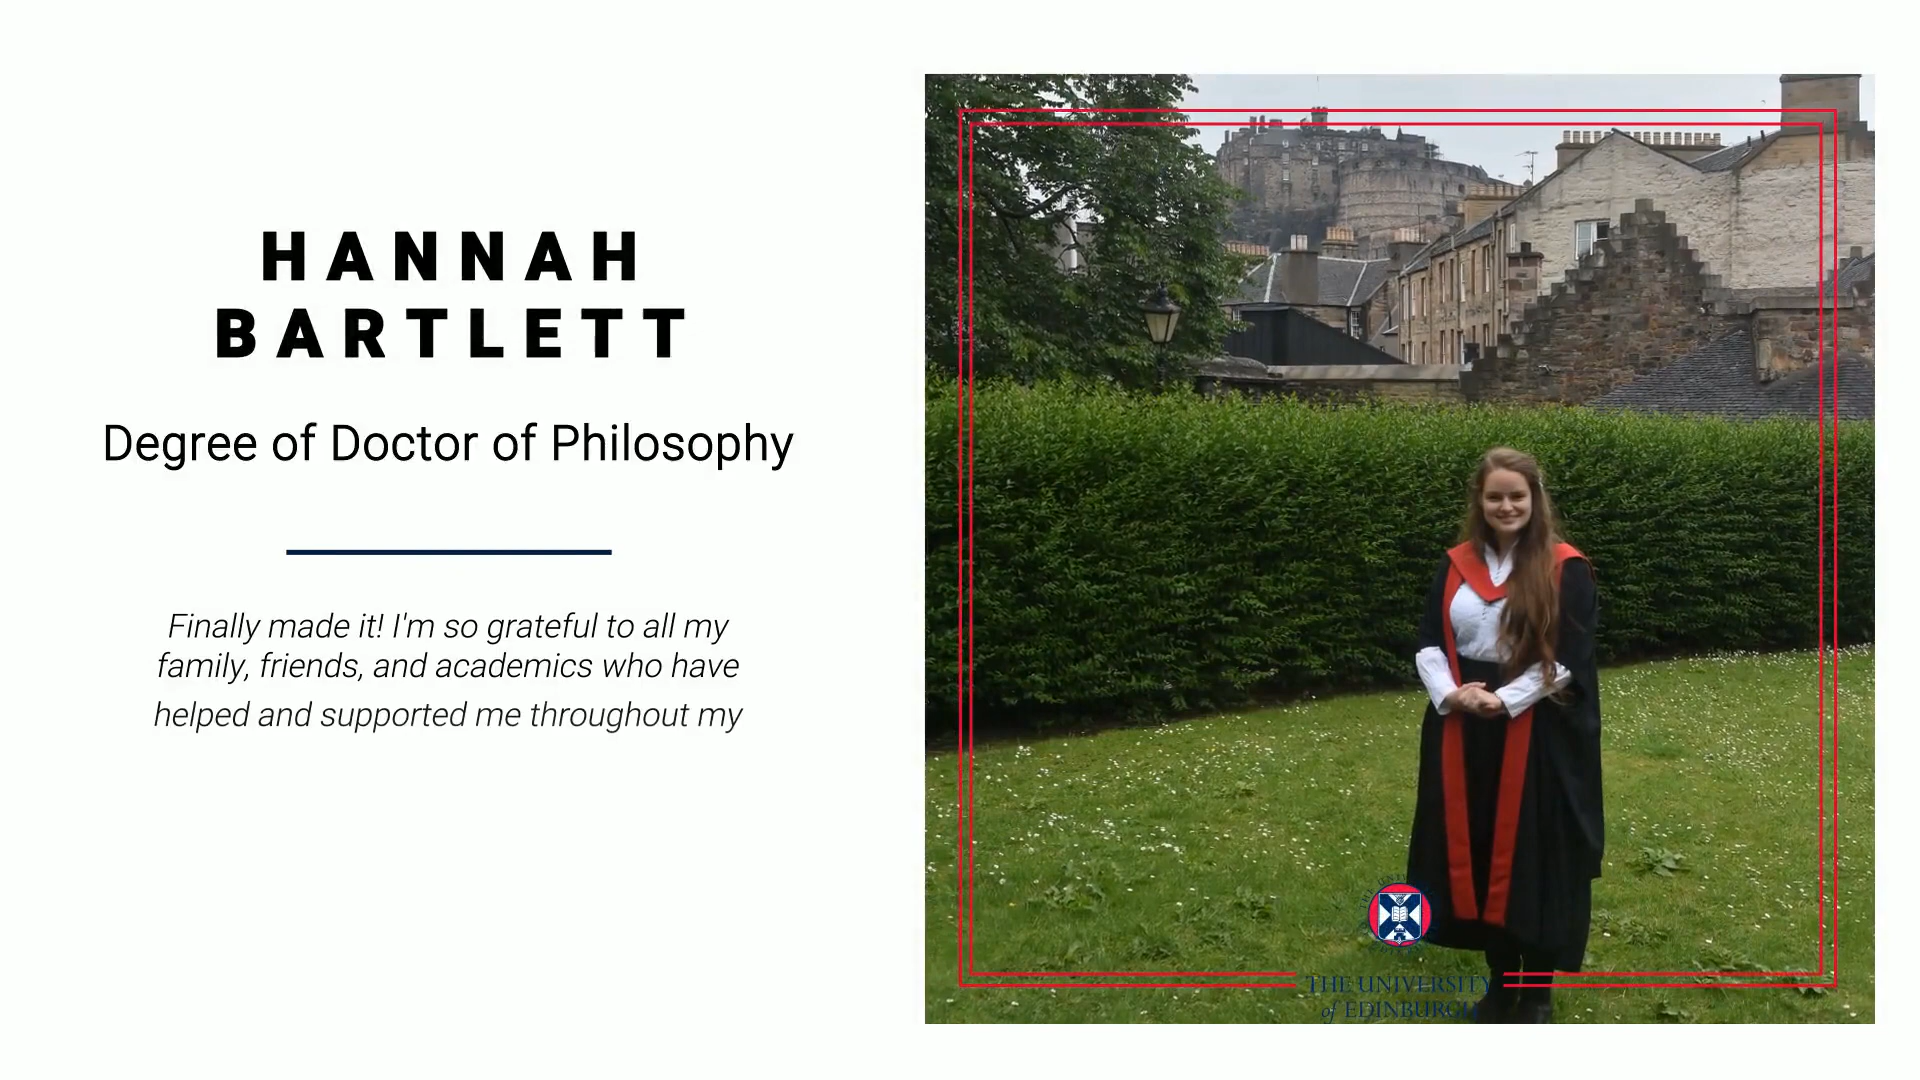 HANNAH
BARTLETT
Degree of Doctor of Philosophy
Finally made it! I'm so grateful to all my
family, friends, and academics who have
helped and supported me throughout my
THE UNIVERSITY
of EDINBURGH